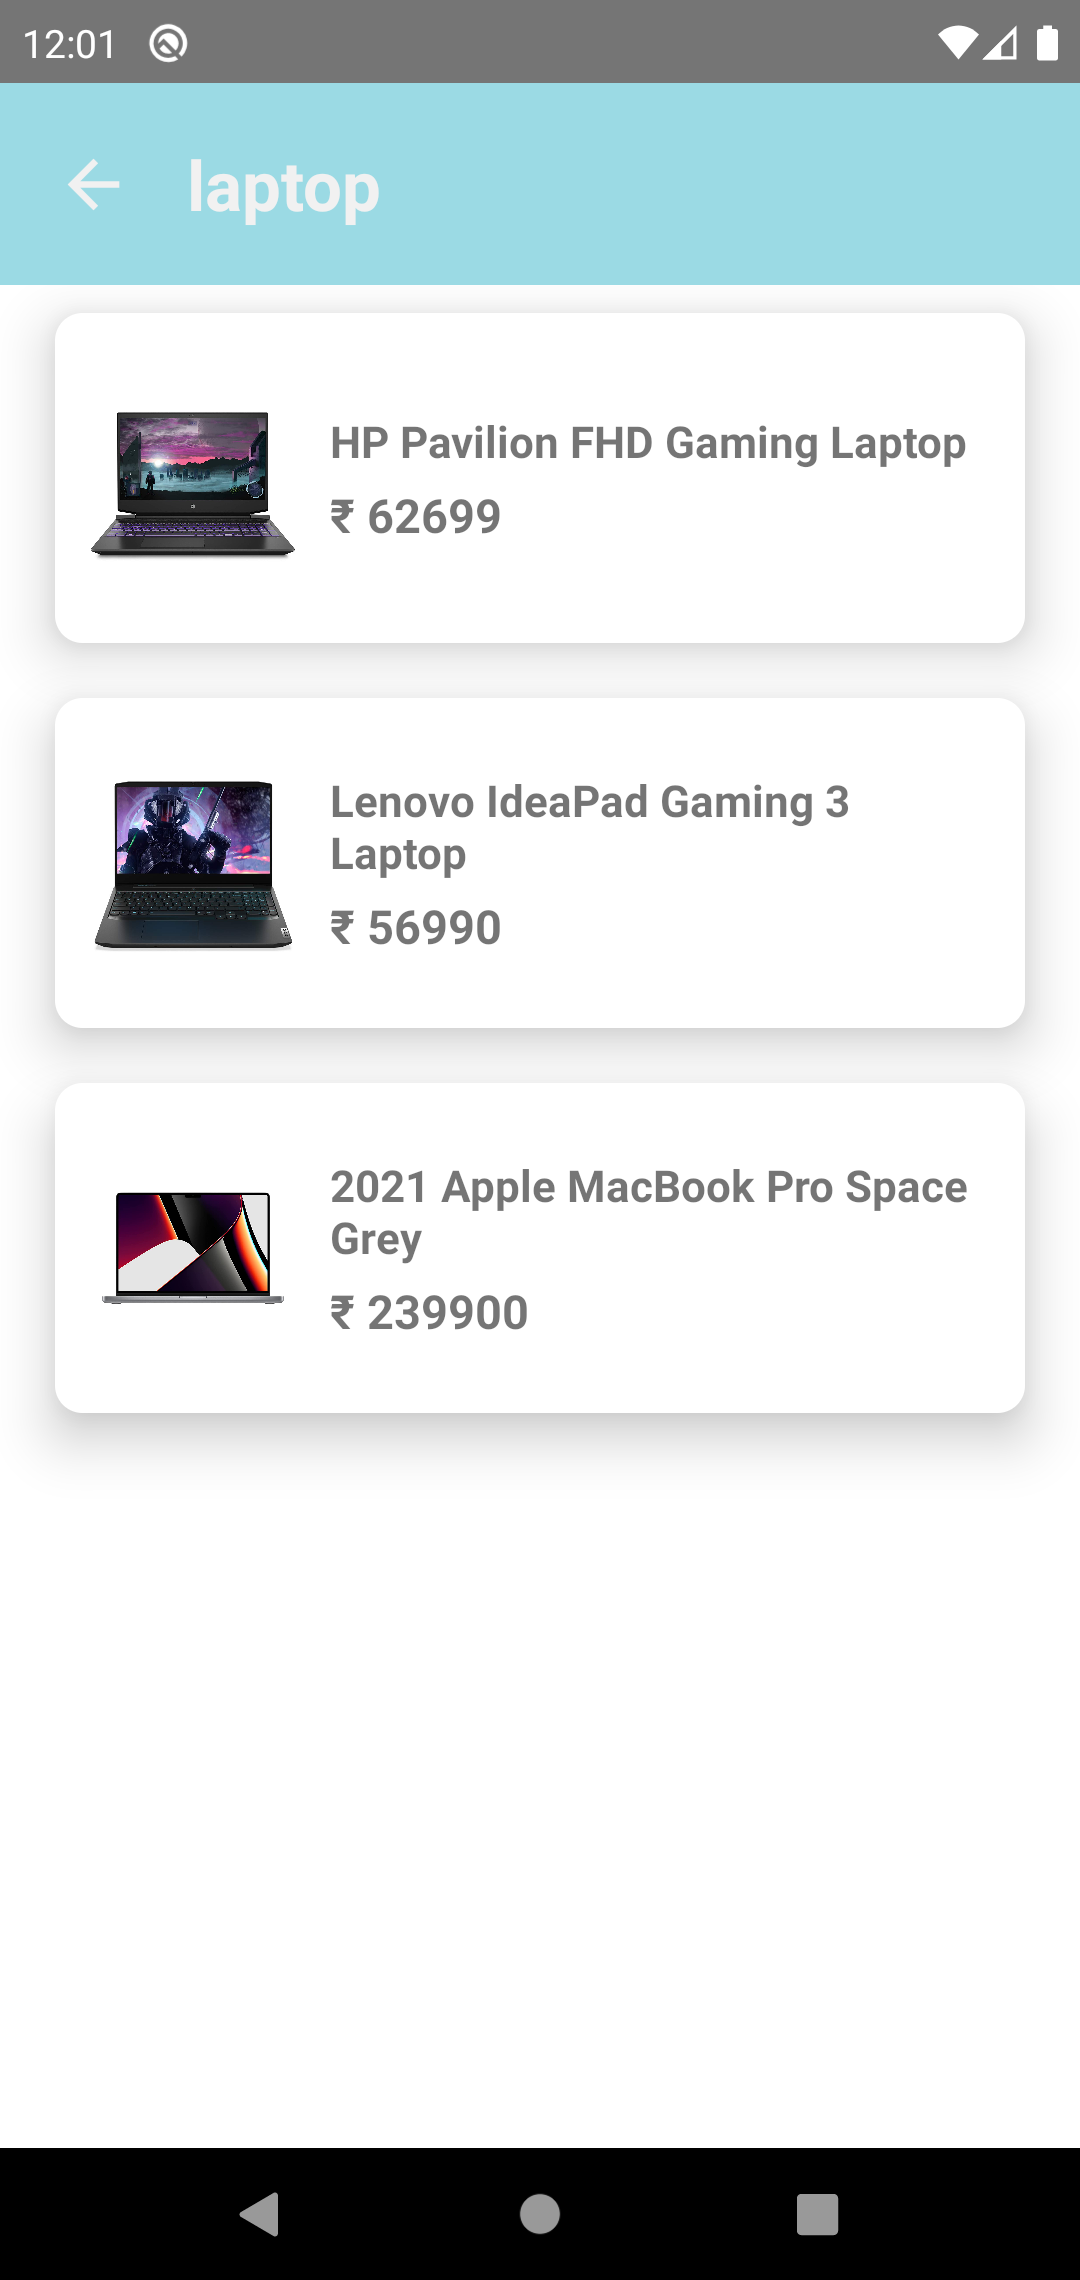 12:01
laptop
HP Pavilion FHD Gaming Laptop
₹ 62699
Lenovo IdeaPad Gaming 3
Laptop
₹ 56990
2021 Apple MacBook Pro Space
Grey
₹ 239900